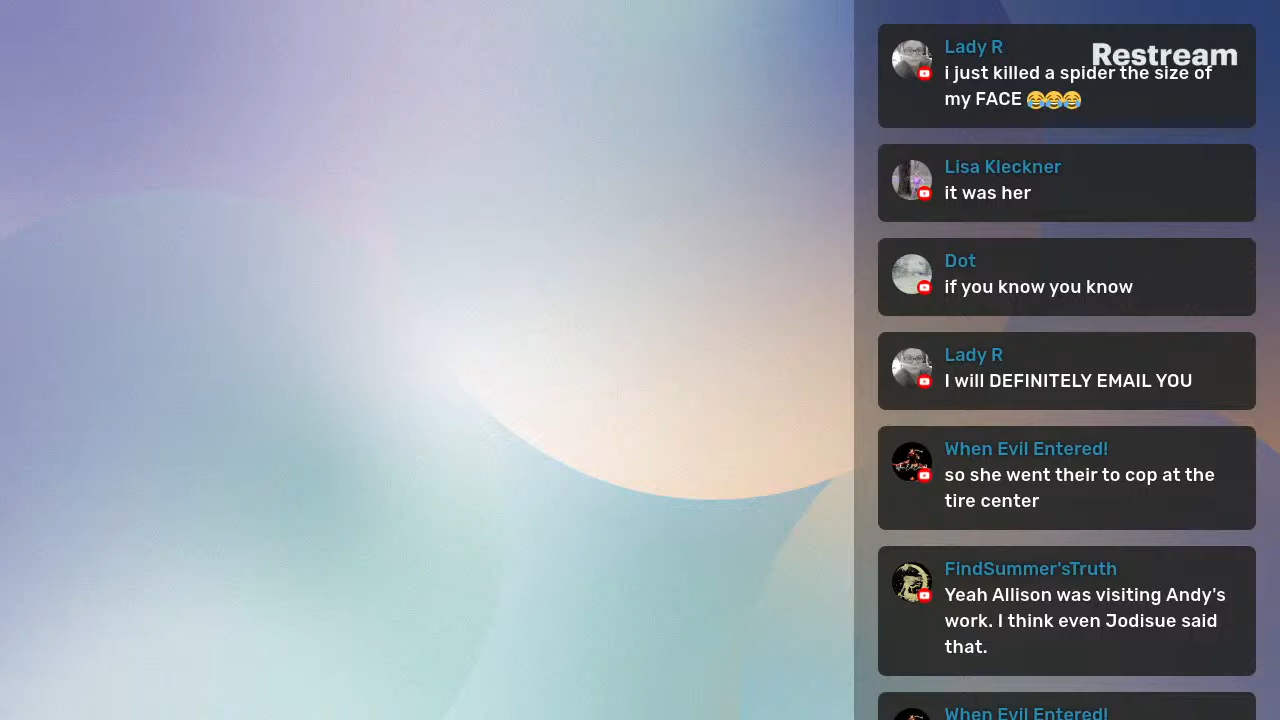 Restream
Lady R
i just killed a spider the size of
my FACE 😂😂😂
Lisa Kleckner
it was her
Dot
if you know you know
Lady R
I will DEFINITELY EMAIL YOU
When Evil Entered!
so she went their to cop at the
tire center
FindSummer'sTruth
Yeah Allison was visiting Andy's
work. I think even Jodisue said
that.
When Evil Entered!